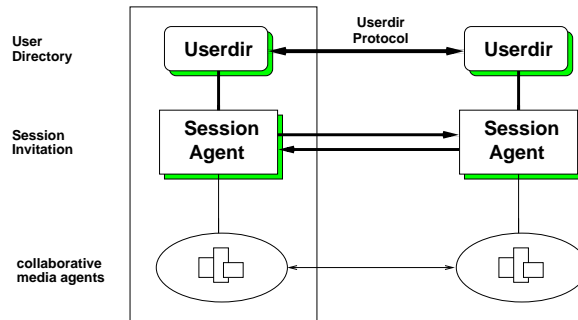 User
Directory
Userdir
Userdir
Protocol
Userdir
Session
Invitation
Session
Agent
Session
Agent
collaborative
media agents